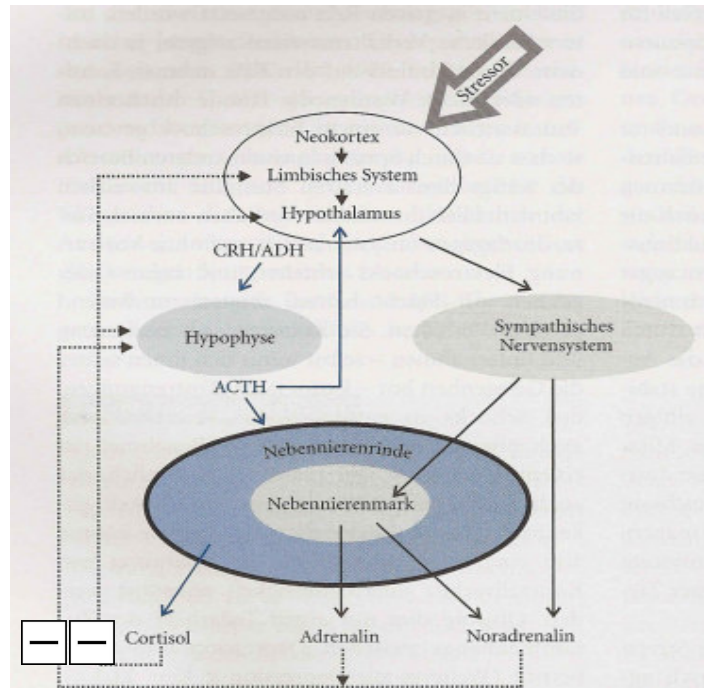 Stressor
Neokortex
Limbisches System
Hypothalamus
CRH/ADH
Hypophyse
Sympathisches
Nervensystem
ACTH
Nebennierenrinde
Nebennierenmark
Cortisol
Adrenalin
Noradrenalin